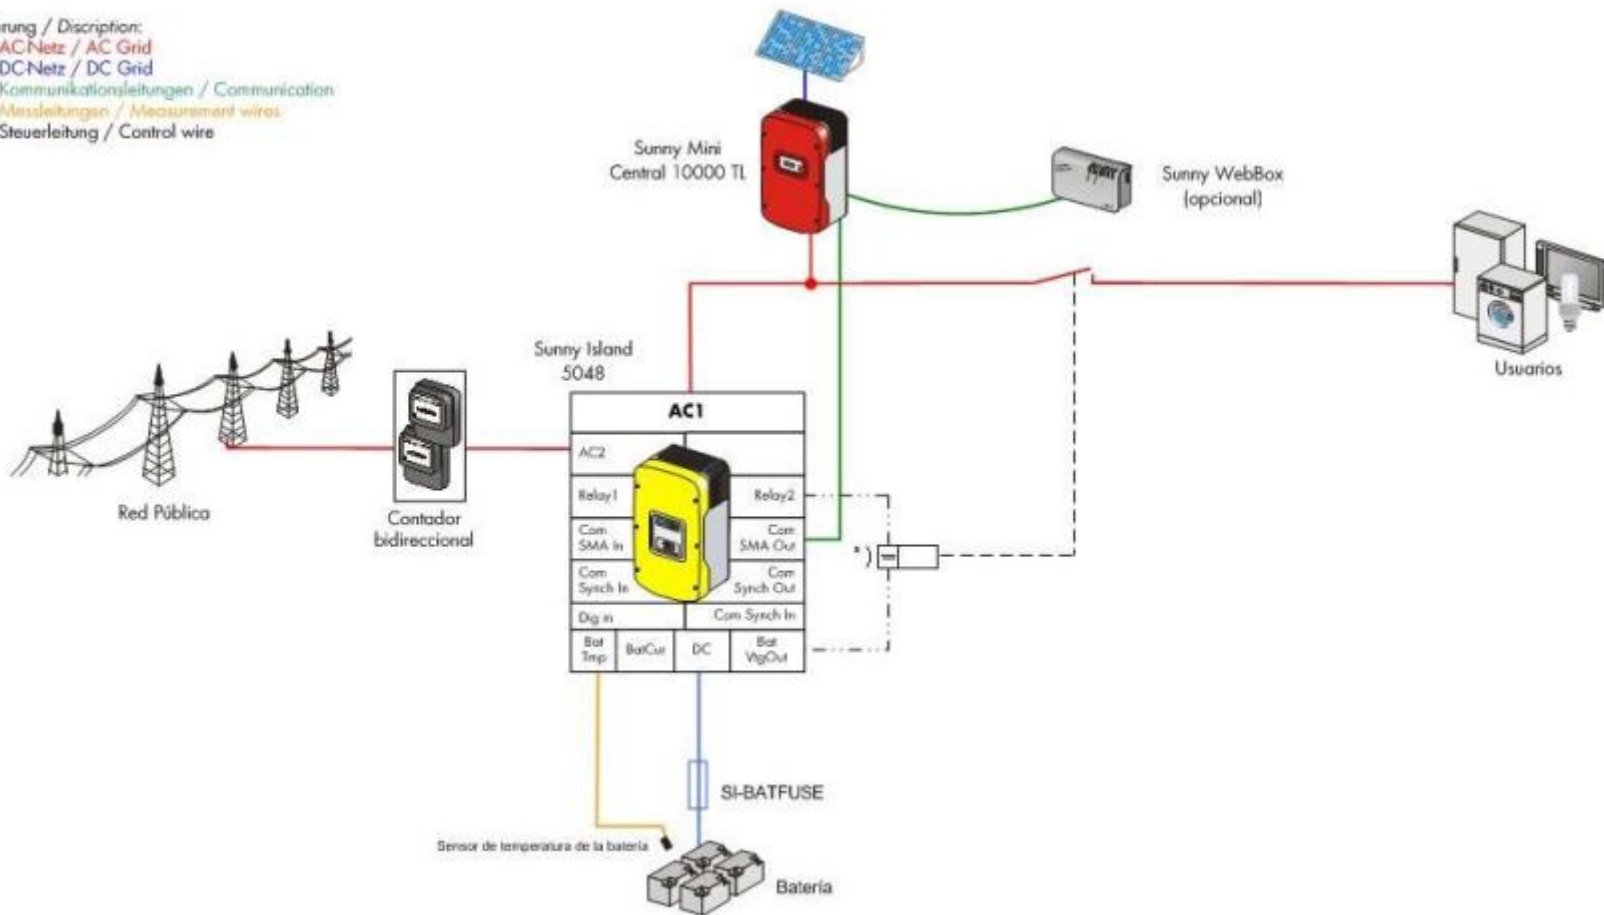 rung / Discription:
AC-Netz / AC Grid
DC-Netz / DC Grid
Kommunikationsleitungen / Communication
Messleitungen / Measurement wires
Steuerleitung / Control wire
Sunny Mini
Central 10000 TL
Sunny WebBox
(opcional)
Usuarios
Sunny Island
5048
Red Pública
Contador
bidireccional
AC1
AC2
Relay1
Relay2
Com
SMA In
Com
SMA Out
Com
Synch In
Com
Synch Out
Dig in
Com Synch In
Bat
Tmp
BatCur
DC
Bat
VtgOut
SI-BATFUSE
Sensor de temperatura de la batería
Batería